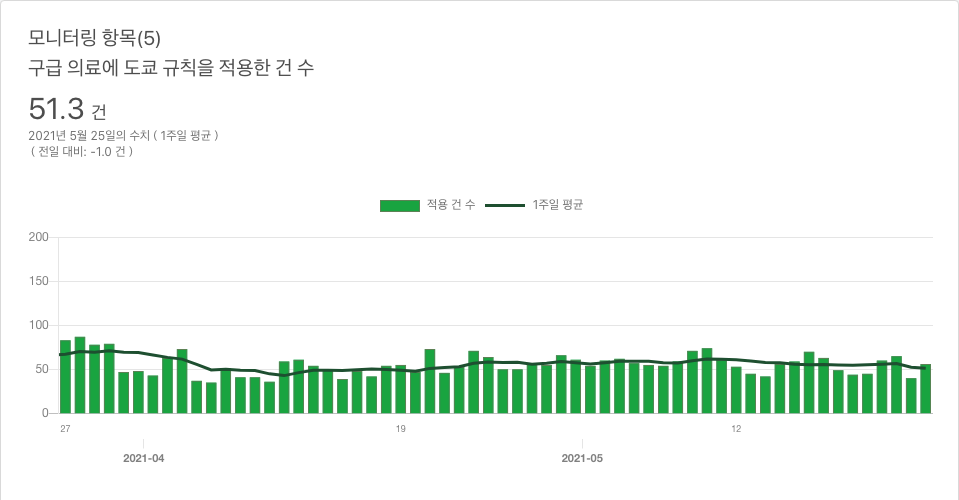 모니터링 항목(5)
구급 의료에 도쿄 규칙을 적용한 건 수
51.3 건
2021년 5월 25일의 수치 ( 1주일 평균 )
( 전일 대비: -1.0 건 )
적용 건 수 1주일 평균
200
150
100
50
0
27 19 12
2021-04 2021-05